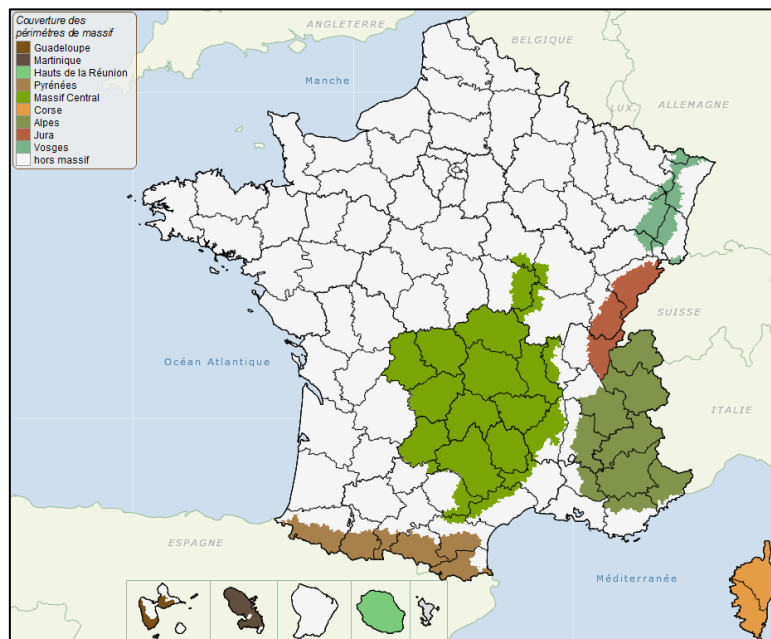 Couverture des
périmètres de massif
Guadeloupe
Martinique
Hauts de la Réunion
Pyrénées
Massif Central
Corse
Alpes
Jura
Vosges
hors massif
ANGLETERRE
BELGIQUE
Manche
LUX.
ALLEMAGNE
SUISSE
Océan Atlantique
ITALIE
ESPAGNE
Méditerranée